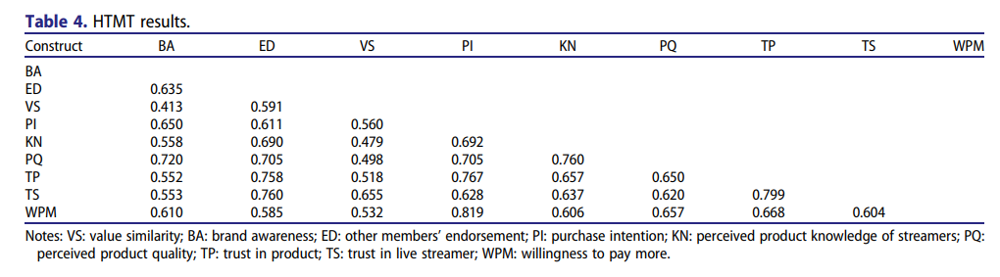 Table 4. HTMT results.
Construct BA ED VS PI KN PQ TP TS WPM
BA
ED 0.635
VS 0.413 0.591
PI 0.650 0.611 0.560
KN 0.558 0.690 0.479 0.692
PQ 0.720 0.705 0.498 0.705 0.760
TP 0.552 0.758 0.518 0.767 0.657 0.650
TS 0.553 0.760 0.655 0.628 0.637 0.620 0.799
WPM 0.610 0.585 0.532 0.819 0.606 0.657 0.668 0.604
Notes: VS: value similarity; BA: brand awareness; ED: other members' endorsement; PI: purchase intention; KN: perceived product knowledge of streamers; PQ:
perceived product quality; TP: trust in product; TS: trust in live streamer; WPM: willingness to pay more.